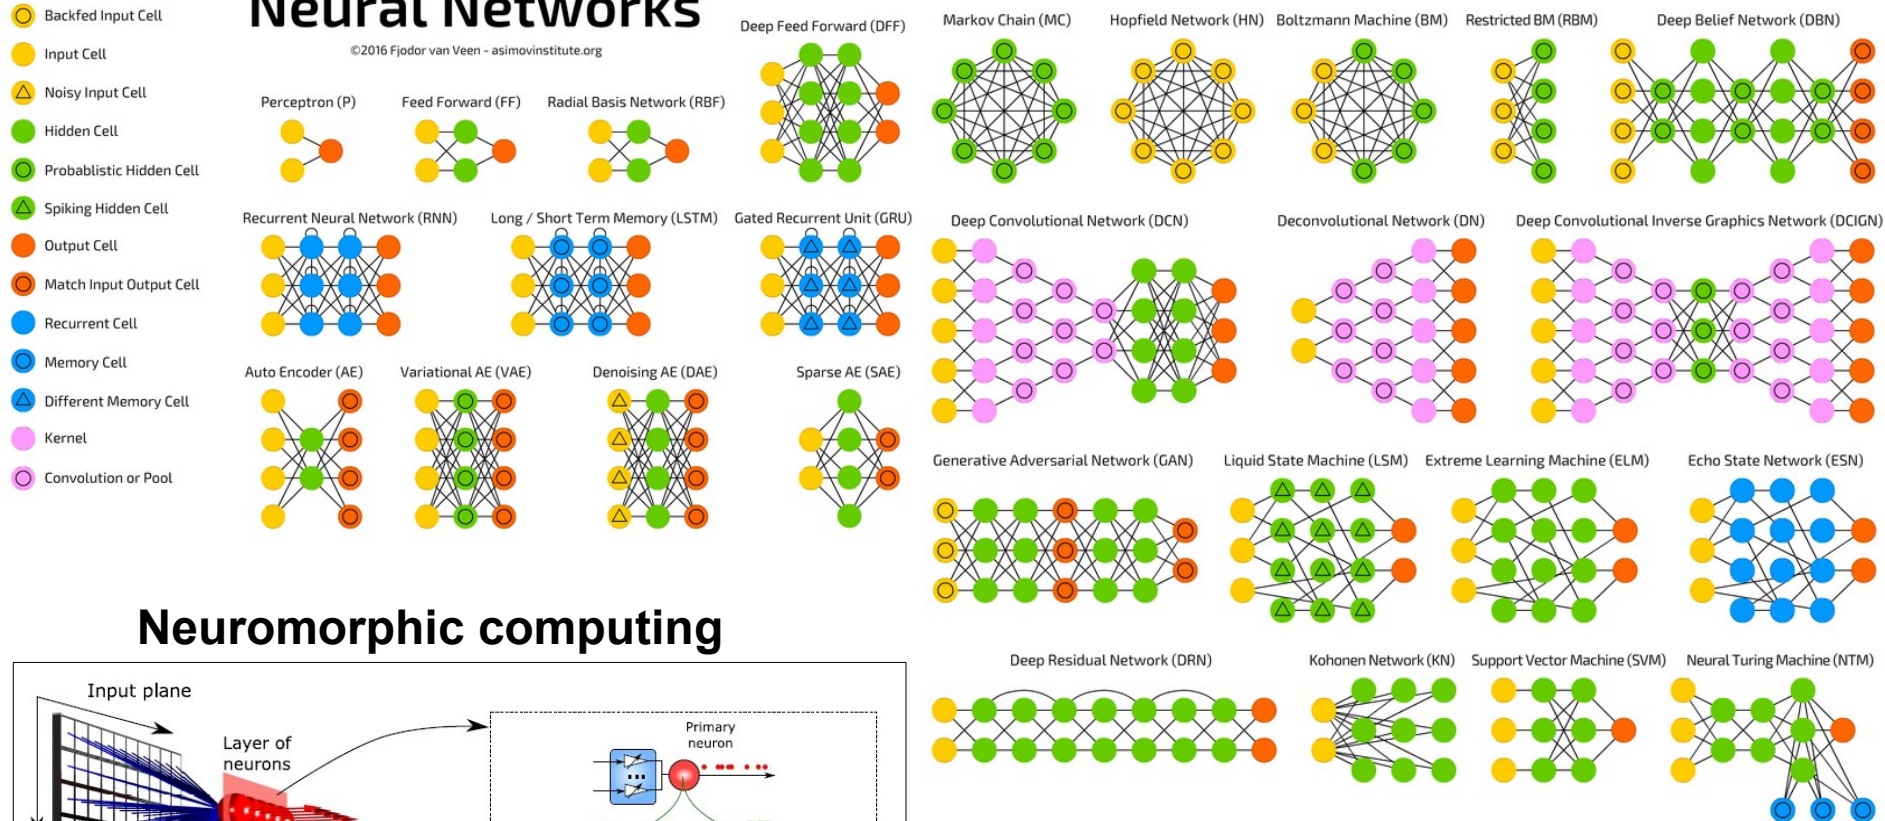 Backfed Input Cell
Input Cell
Noisy Input Cell
Hidden Cell
Probablistic Hidden Cell
Spiking Hidden Cell
Output Cell
Match Input Output Cell
Recurrent Cell
Memory Cell
Different Memory Cell
Kernel
Convolution or Pool
Neural Networks
©2016 Fjodor van Veen - asimovinstitute.org
Deep Feed Forward (DFF)
Perceptron (P)
Feed Forward (FF)
Radial Basis Network (RBF)
Recurrent Neural Network (RNN)
Long / Short Term Memory (LSTM)
Gated Recurrent Unit (GRU)
Auto Encoder (AE)
Variational AE (VAE)
Denoising AE (DAE)
Sparse AE (SAE)
Markov Chain (MC)
Hopfield Network (HN)
Boltzmann Machine (BM)
Restricted BM (RBM)
Deep Belief Network (DBN)
Deep Convolutional Network (DCN)
Deconvolutional Network (DN)
Deep Convolutional Inverse Graphics Network (DCIGN)
Generative Adversarial Network (GAN)
Liquid State Machine (LSM)
Extreme Learning Machine (ELM)
Echo State Network (ESN)
Deep Residual Network (DRN)
Kohonen Network (KN)
Support Vector Machine (SVM)
Neural Turing Machine (NTM)
Neuromorphic computing
Input plane
Layer of
neurons
Primary
neuron